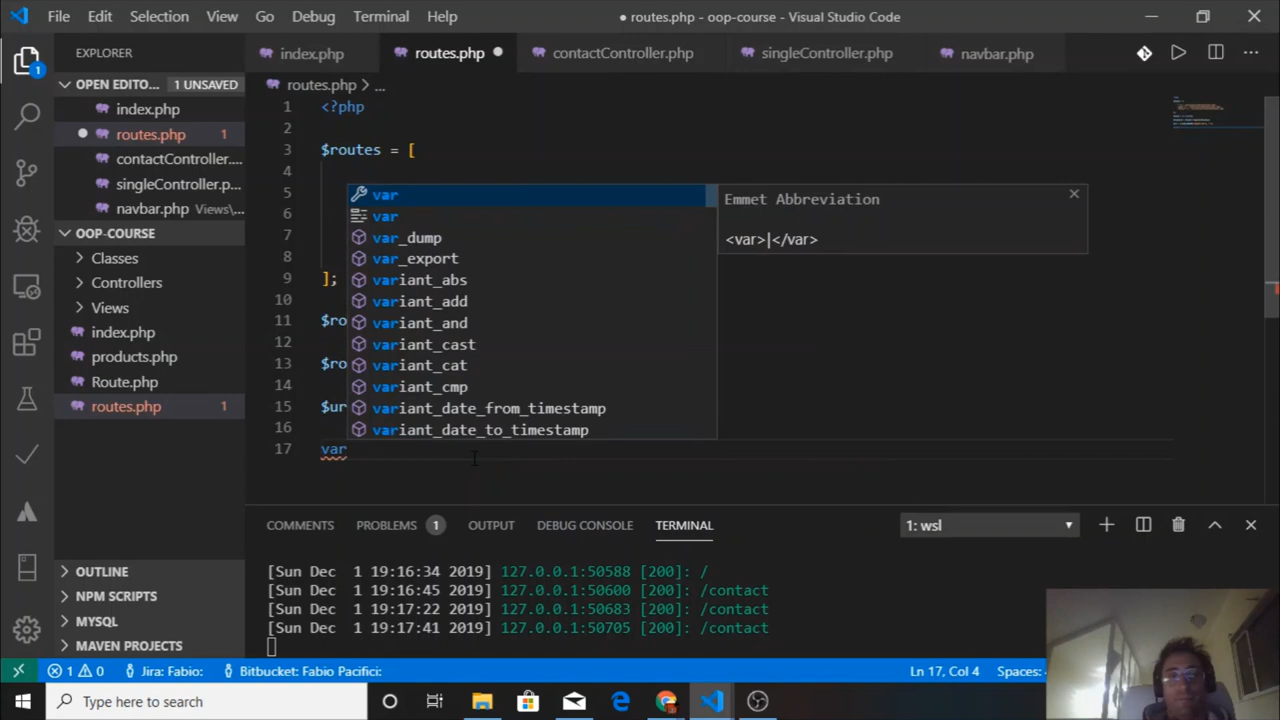 File Edit Selection View Go Debug Terminal Help ● routes.php - oop-course - Visual Studio Code
EXPLORER
index.php routes.php contactController.php singleController.php navbar.php
OPEN EDITO... 1 UNSAVED
index.php
routes.php 1
contactController....
singleController.p...
navbar.php Views\...
OOP-COURSE
Classes
Controllers
Views
index.php
products.php
Route.php
routes.php 1
OUTLINE
NPM SCRIPTS
MYSQL
MAVEN PROJECTS
1
routes.php > ...
1 <?php
2
3 $routes = [
4
5
6
7
8
9 ];
10
11 $ro
12
13 $ro
14
15 $ur
16
17 var
var
var
var_dump
var_export
variant_abs
variant_add
variant_and
variant_cast
variant_cat
variant_cmp
variant_date_from_timestamp
variant_date_to_timestamp
Emmet Abbreviation
<var>|</var>
COMMENTS PROBLEMS 1 OUTPUT DEBUG CONSOLE TERMINAL 1: wsl
[Sun Dec 1 19:16:34 2019] 127.0.0.1:50588 [200]: /
[Sun Dec 1 19:16:45 2019] 127.0.0.1:50600 [200]: /contact
[Sun Dec 1 19:17:22 2019] 127.0.0.1:50683 [200]: /contact
[Sun Dec 1 19:17:41 2019] 127.0.0.1:50705 [200]: /contact
1 0 Jira: Fabio: Bitbucket: Fabio Pacifici: Ln 17, Col 4 Spaces:
Type here to search